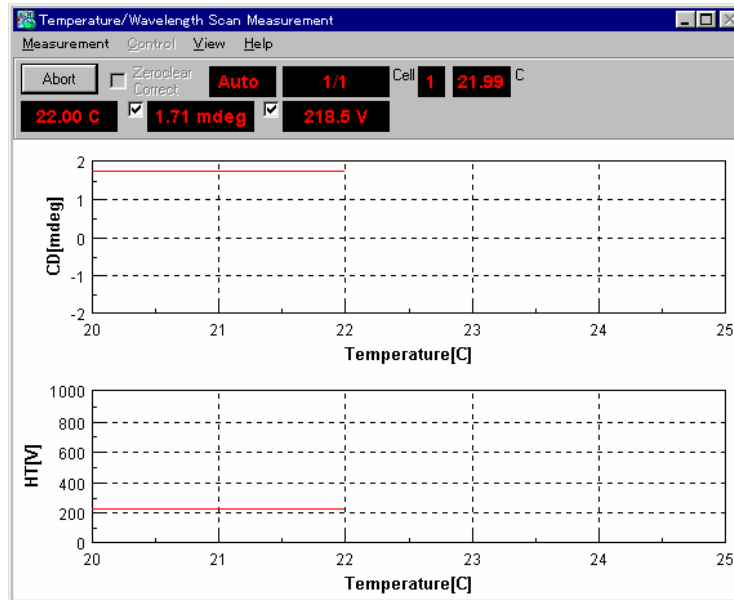 Temperature/Wavelength Scan Measurement
Measurement Control View Help
Abort Zeroclear Correct Auto 1/1 Cell 1 21.99 C
22.00 C 1.71 mdeg 218.5 V
2
1
0
-1
-2
CD[mdeg]
20 21 22 23 24 25
Temperature[C]
1000
800
600
400
200
0
HT[V]
20 21 22 23 24 25
Temperature[C]